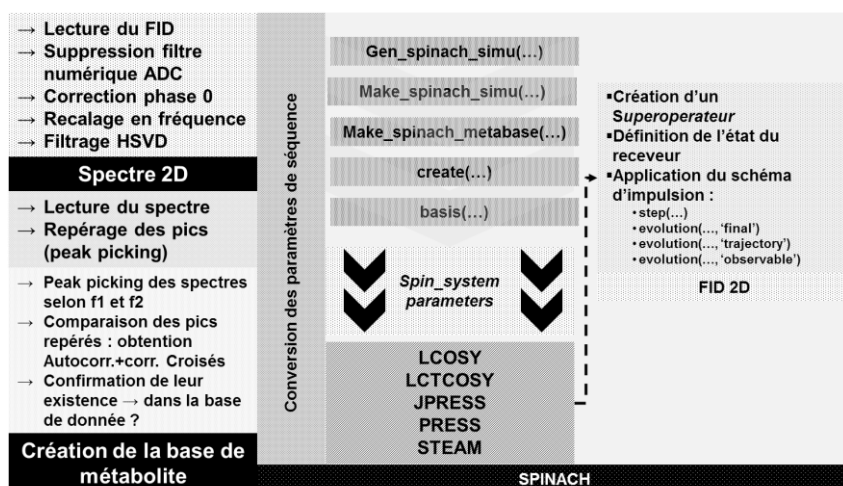 → Lecture du FID
→ Suppression filtre
numérique ADC
→ Correction phase 0
→ Recalage en fréquence
→ Filtrage HSVD
Spectre 2D
→ Lecture du spectre
→ Repérage des pics
(peak picking)
→ Peak picking des spectres
selon f1 et f2
→ Comparaison des pics
repérés : obtention
Autocorr.+corr. Croisés
→ Confirmation de leur
existence → dans la base
de donnée ?
Création de la base de
métabolite
Conversion des paramètres de séquence
Gen_spinach_simu(...)
Make_spinach_simu(...)
Make_spinach_metabase(...)
create(...)
basis(...)
Spin_system
parameters
LCOSY
LCTCOSY
JPRESS
PRESS
STEAM
▪Création d'un
Superoperateur
▪Définition de l'état du
receveur
▪Application du schéma
d'impulsion :
• step(...)
• evolution(..., 'final')
• evolution(..., 'trajectory')
• evolution(..., 'observable')
FID 2D
SPINACH